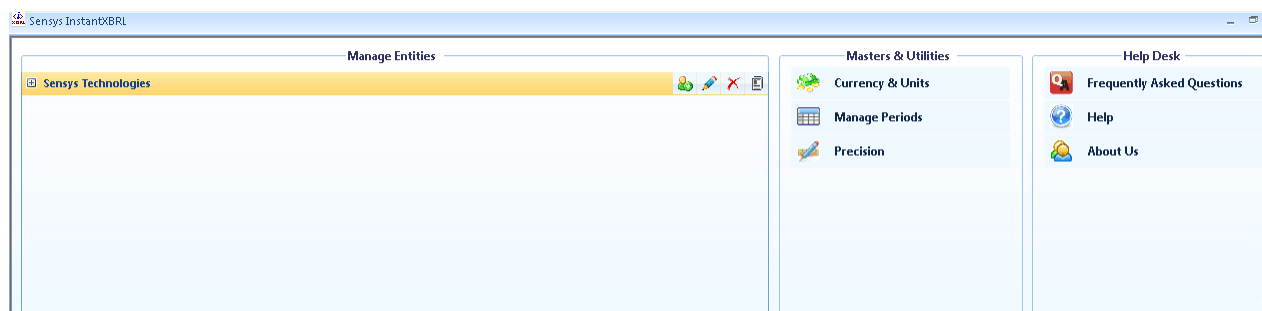 XBRL Sensys InstantXBRL
Manage Entities
Sensys Technologies
Masters & Utilities
Currency & Units
Manage Periods
Precision
Help Desk
Q A Frequently Asked Questions
? Help
About Us